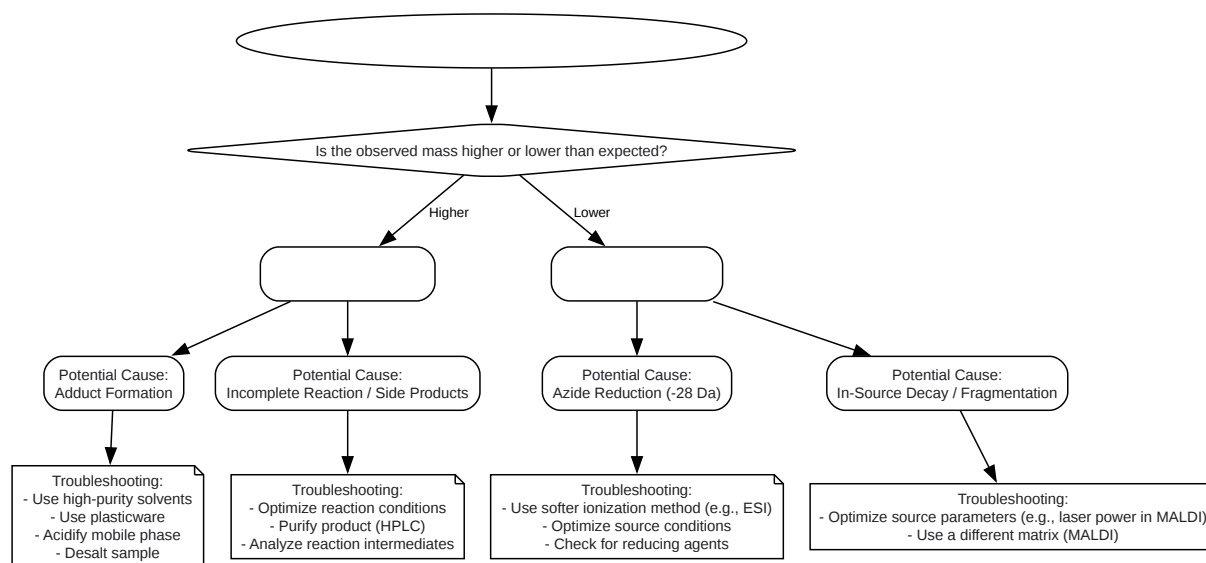 Is the observed mass higher or lower than expected?
Higher
Lower
Potential Cause:
Adduct Formation
Potential Cause:
Incomplete Reaction / Side Products
Potential Cause:
Azide Reduction (-28 Da)
Potential Cause:
In-Source Decay / Fragmentation
Troubleshooting:
- Use high-purity solvents
- Use plasticware
- Acidify mobile phase
- Desalt sample
Troubleshooting:
- Optimize reaction conditions
- Purify product (HPLC)
- Analyze reaction intermediates
Troubleshooting:
- Use softer ionization method (e.g., ESI)
- Optimize source conditions
- Check for reducing agents
Troubleshooting:
- Optimize source parameters (e.g., laser power in MALDI)
- Use a different matrix (MALDI)